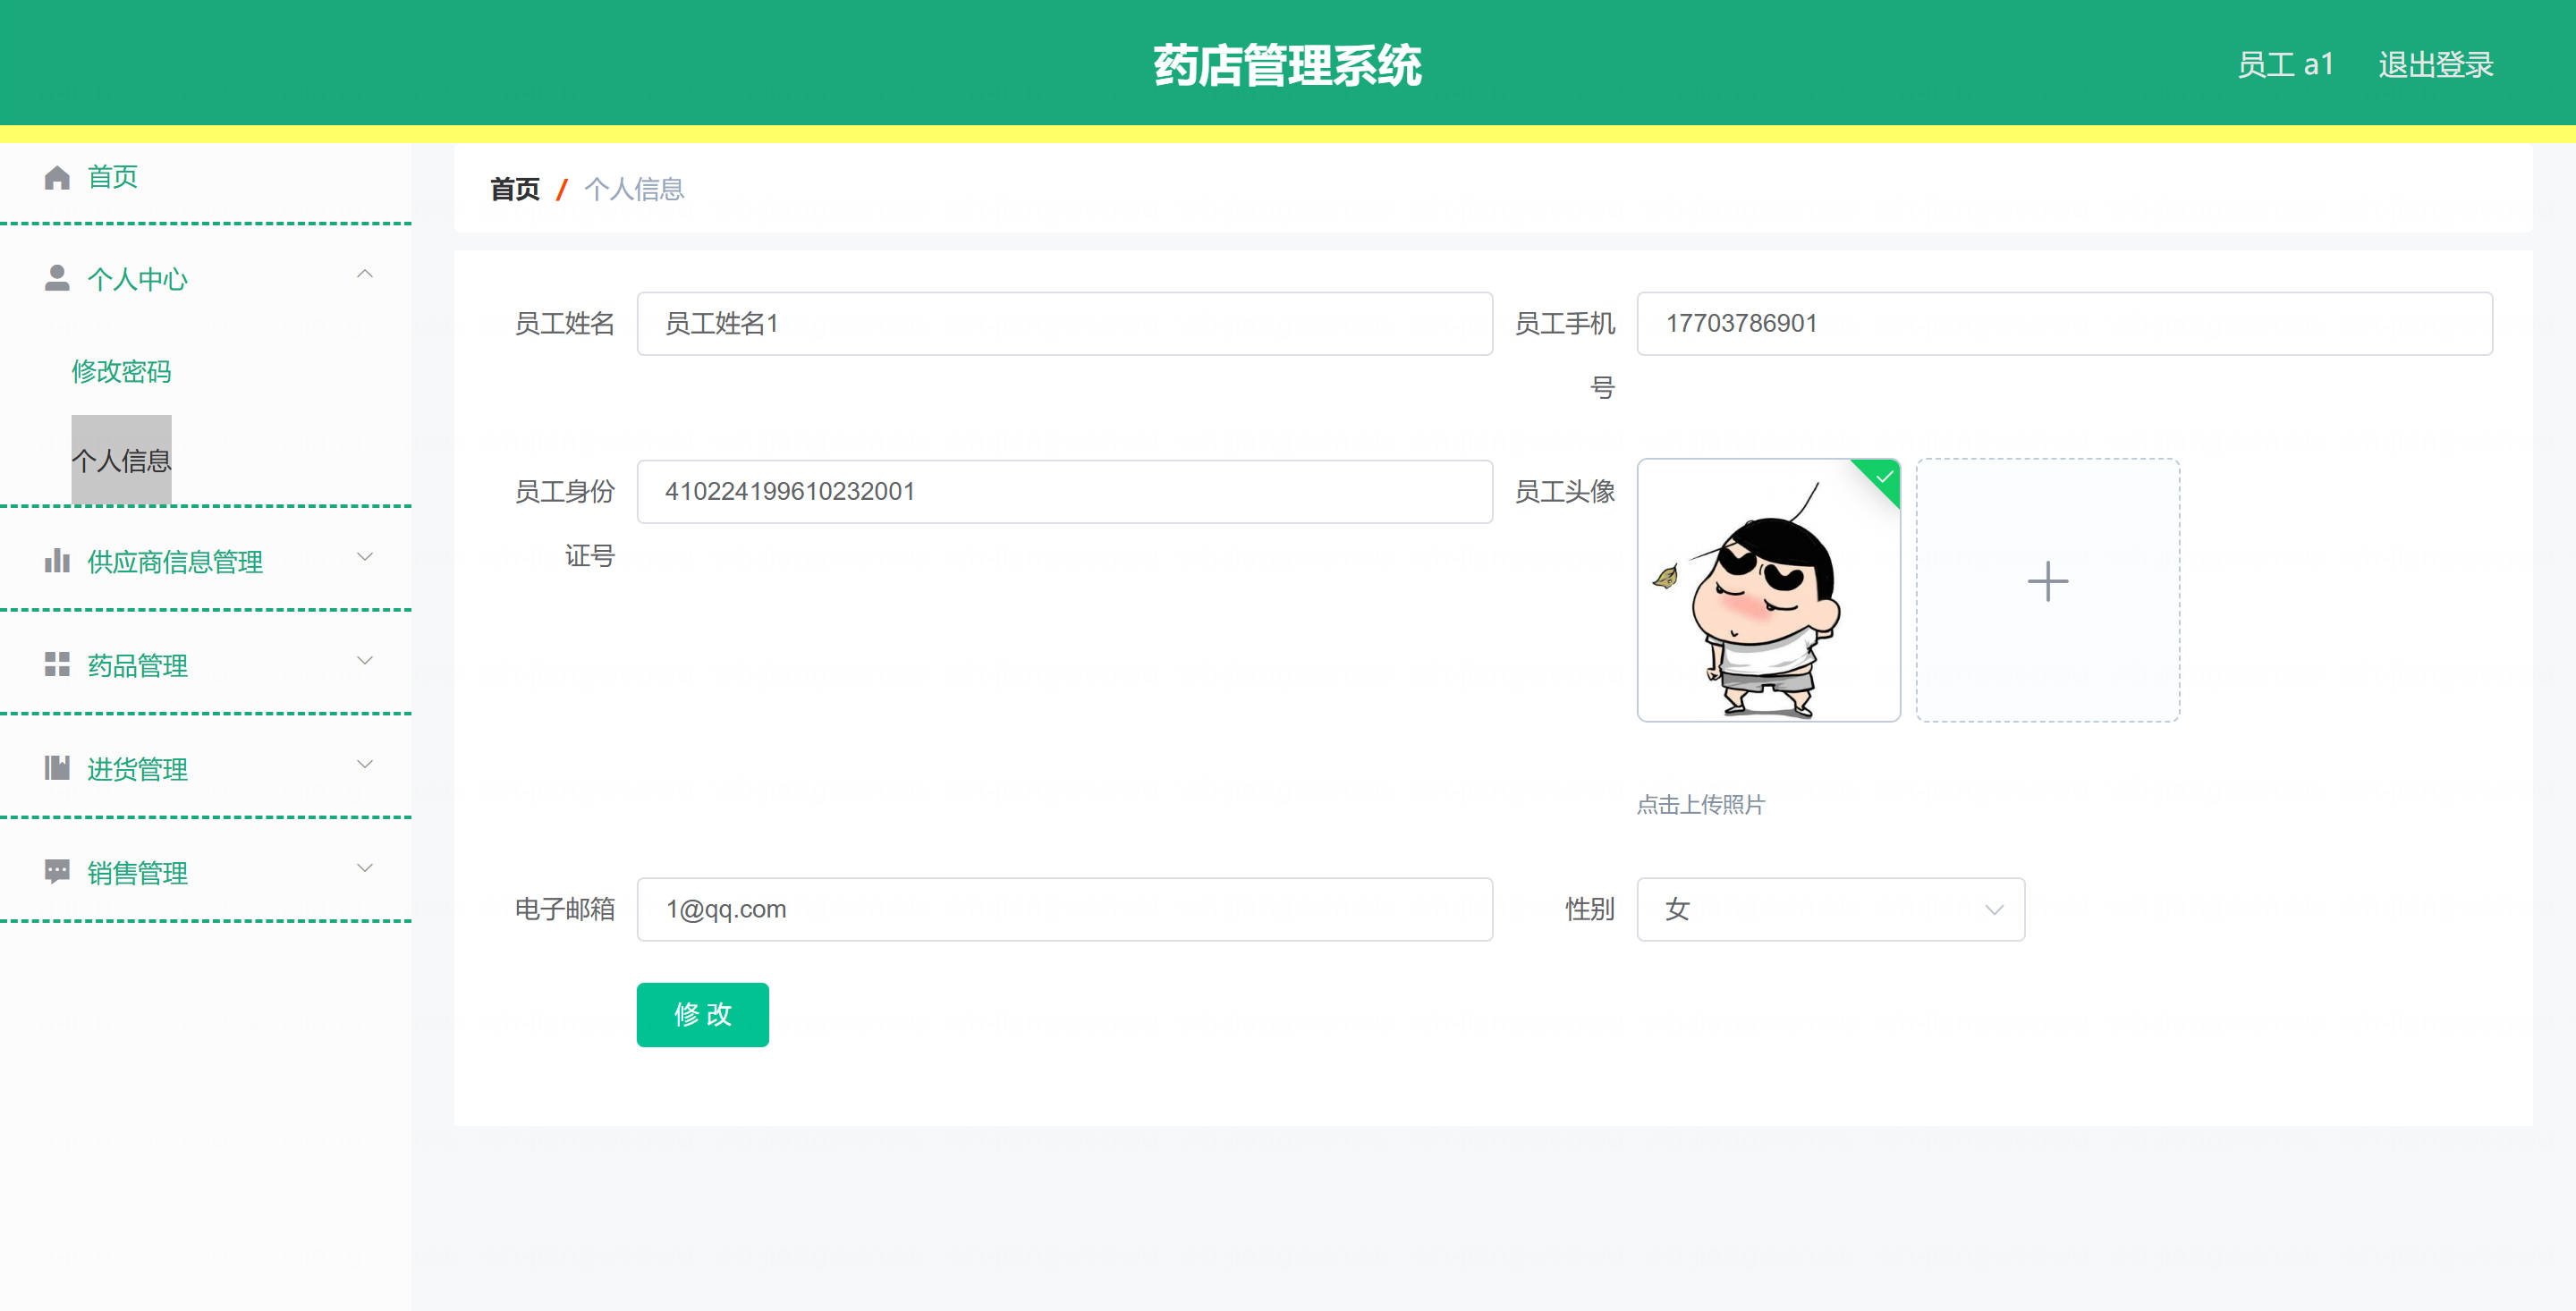 药店管理系统
员工 a1
退出登录
首页
首页 / 个人信息
个人中心
修改密码
个人信息
供应商信息管理
药品管理
进货管理
销售管理
员工姓名
员工姓名1
员工手机
号
17703786901
员工身份
证号
410224199610232001
员工头像
点击上传照片
电子邮箱
1@qq.com
性别
女
修 改